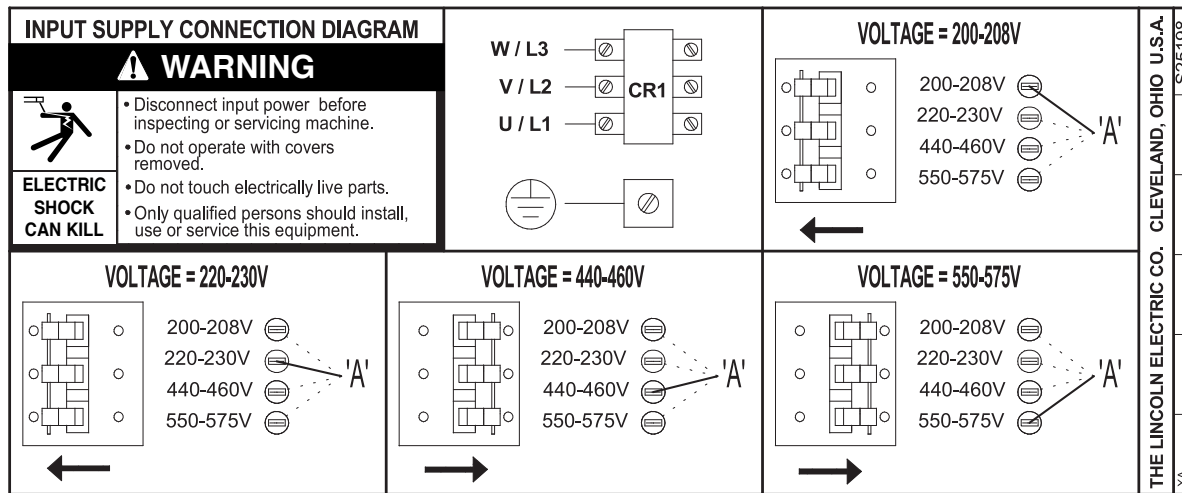 INPUT SUPPLY CONNECTION DIAGRAM
WARNING
• Disconnect input power before
inspecting or servicing machine.
• Do not operate with covers
removed.
• Do not touch electrically live parts.
• Only qualified persons should install,
use or service this equipment.
ELECTRIC
SHOCK
CAN KILL
W / L3
V / L2
U / L1
CR1
VOLTAGE = 200-208V
200-208V
220-230V
440-460V
550-575V
'A'
VOLTAGE = 220-230V
200-208V
220-230V
440-460V
550-575V
'A'
VOLTAGE = 440-460V
200-208V
220-230V
440-460V
550-575V
'A'
VOLTAGE = 550-575V
200-208V
220-230V
440-460V
550-575V
'A'
THE LINCOLN ELECTRIC CO. CLEVELAND, OHIO U.S.A.